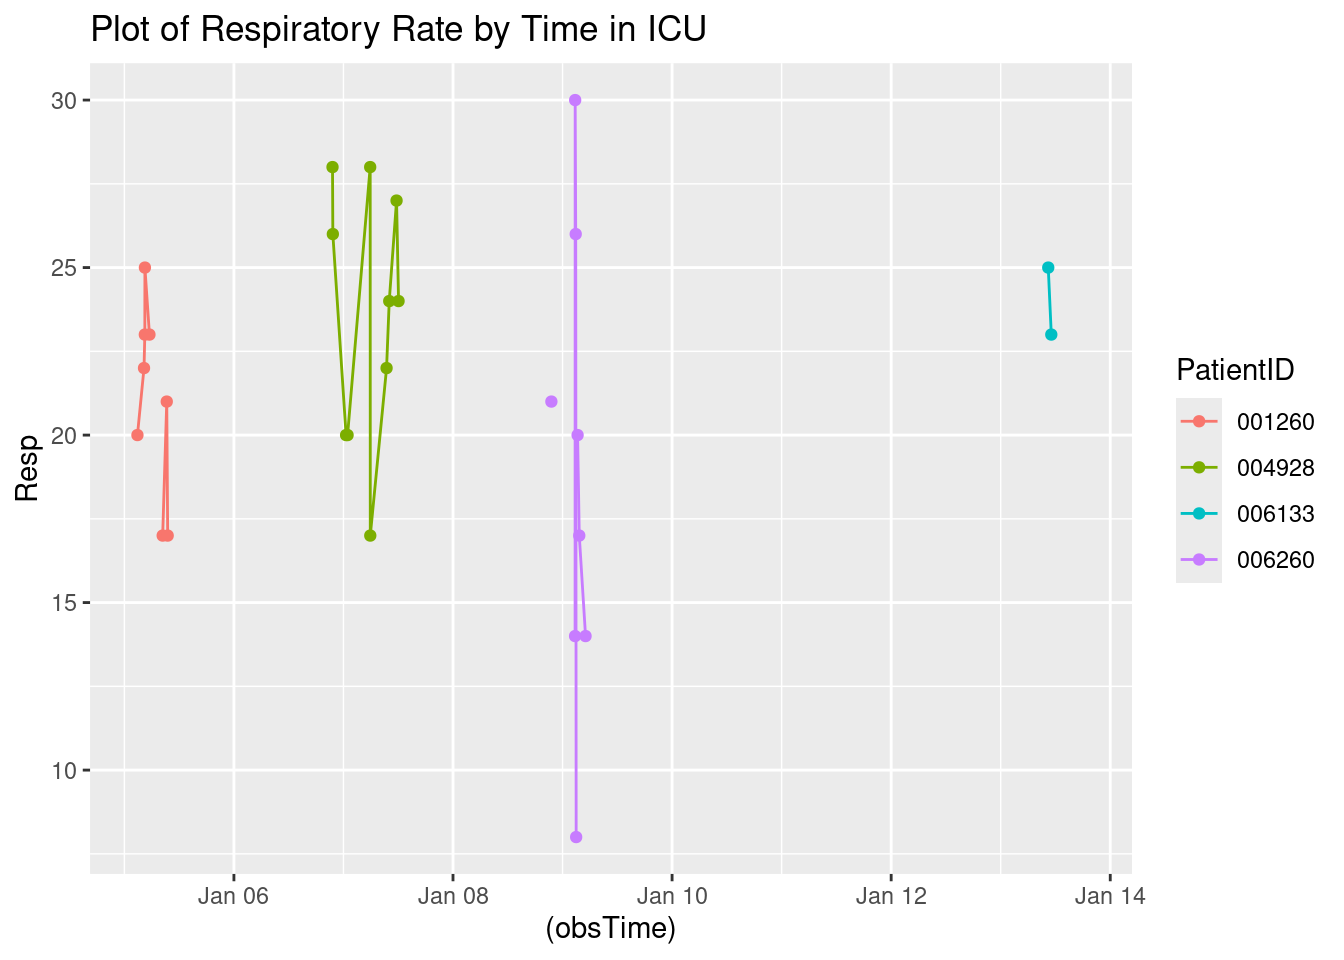 Plot of Respiratory Rate by Time in ICU
30
25
20
15
10
Resp
Jan 06 Jan 08 Jan 10 Jan 12 Jan 14
(obsTime)
PatientID
001260
004928
006133
006260